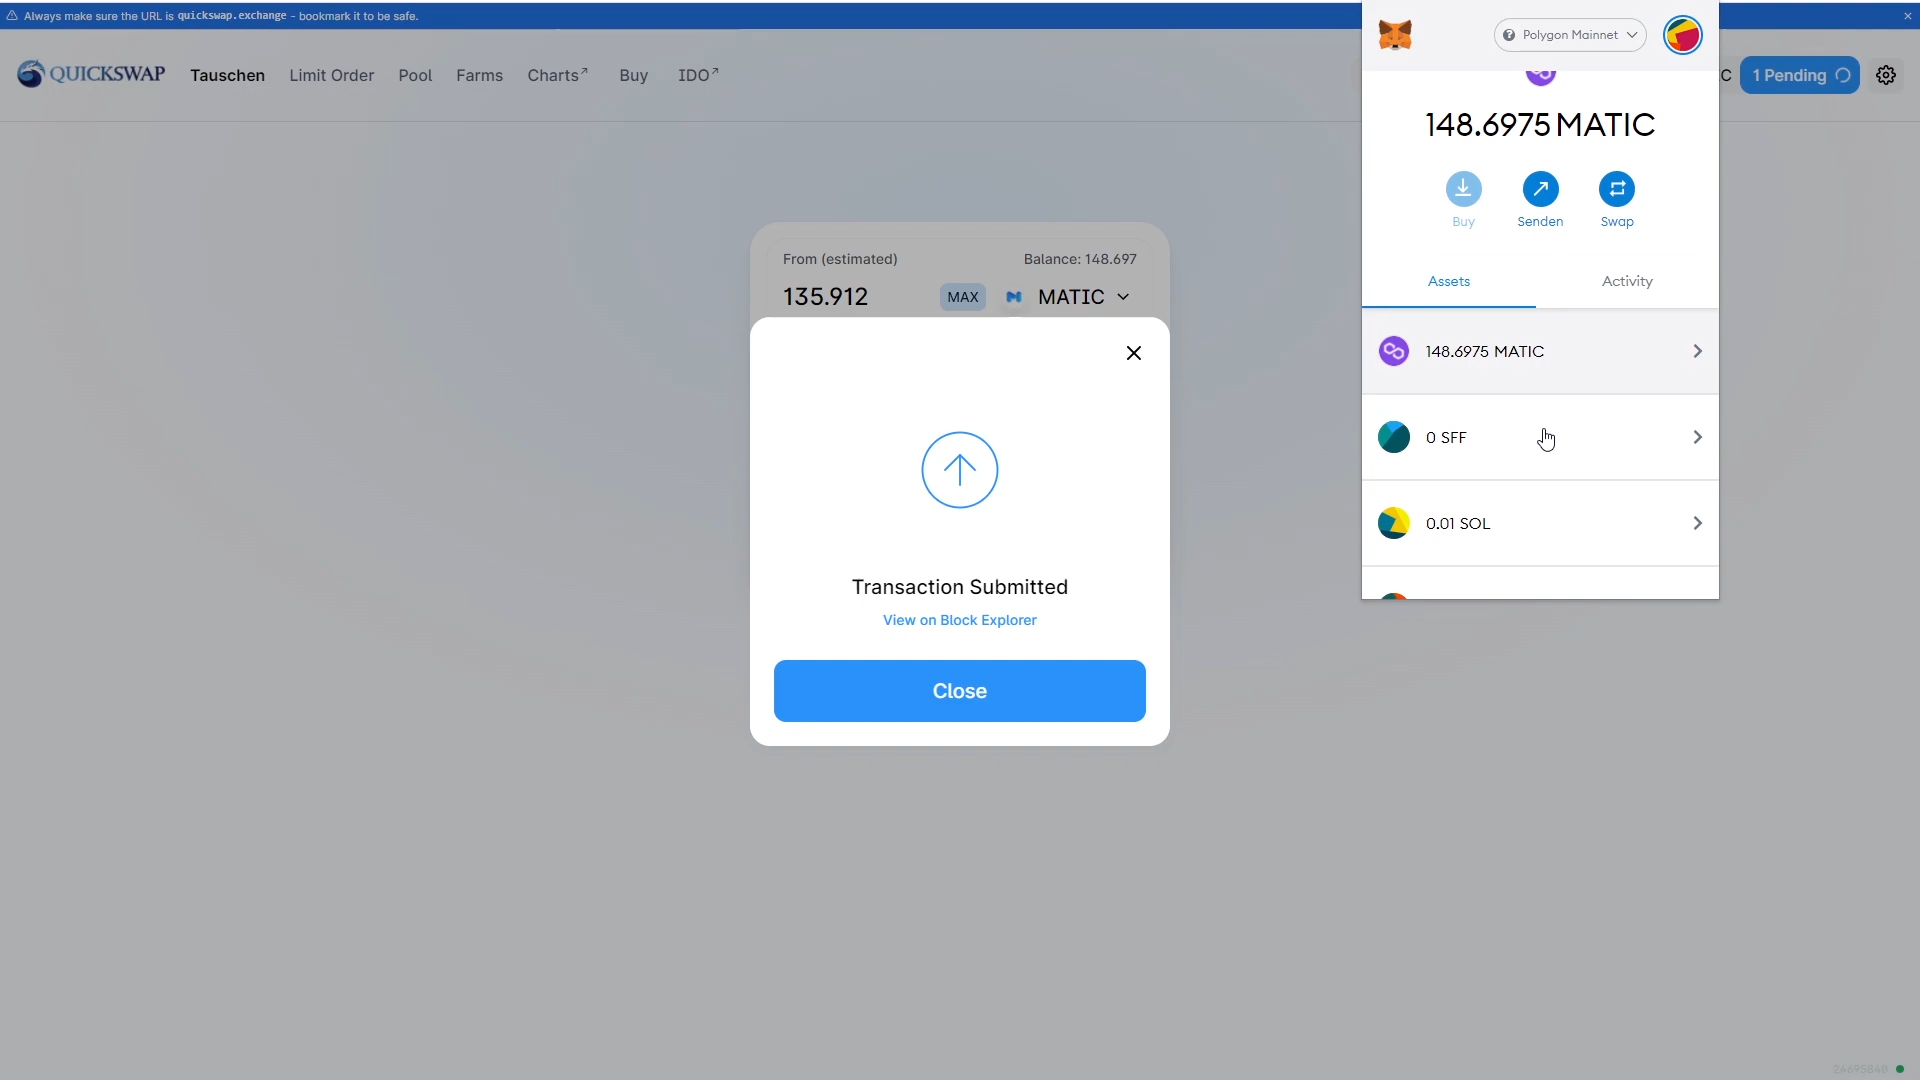 Always make sure the URL is quickswap.exchange - bookmark it to be safe.
QUICKSWAP
Tauschen
Limit Order
Pool
Farms
Charts↗
Buy
IDO↗
C
1 Pending
Polygon Mainnet
148.6975 MATIC
Buy
Senden
Swap
Assets
Activity
148.6975 MATIC
0 SFF
0.01 SOL
From (estimated)
Balance: 148.697
135.912
MAX
MATIC
Transaction Submitted
View on Block Explorer
Close